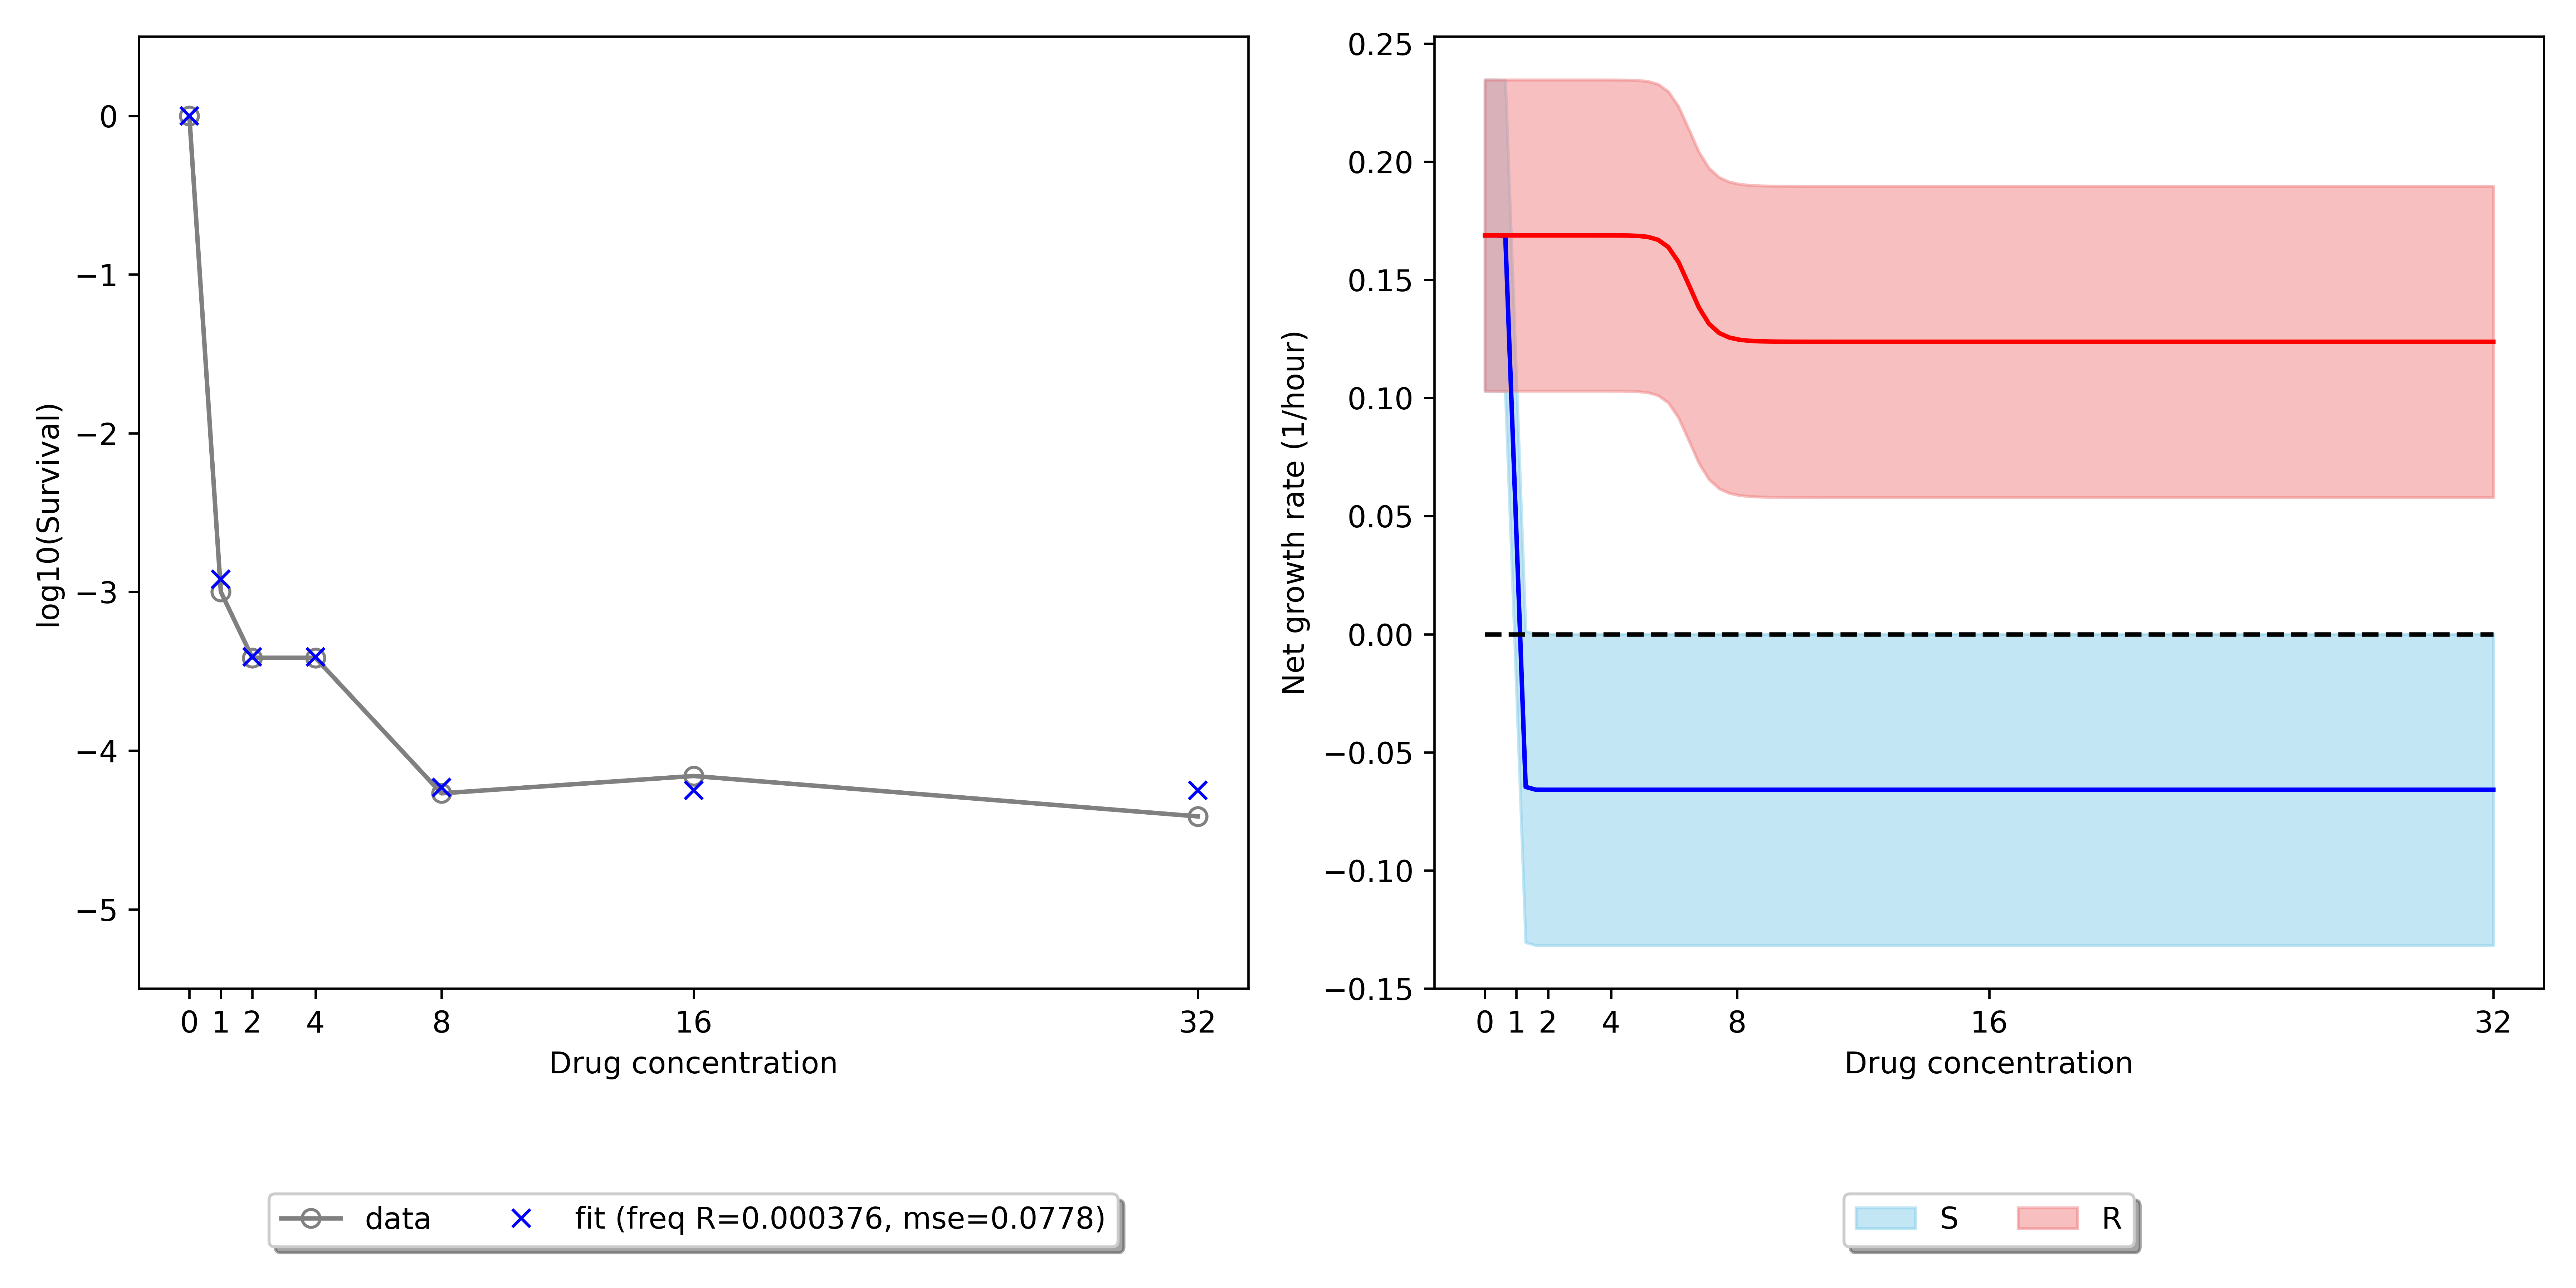 log10(Survival)
0
−1
−2
−3
−4
−5
0 1 2 4 8 16 32
Drug concentration
data fit (freq R=0.000376, mse=0.0778)
Net growth rate (1/hour)
0.25
0.20
0.15
0.10
0.05
0.00
−0.05
−0.10
−0.15
0 1 2 4 8 16 32
Drug concentration
S R